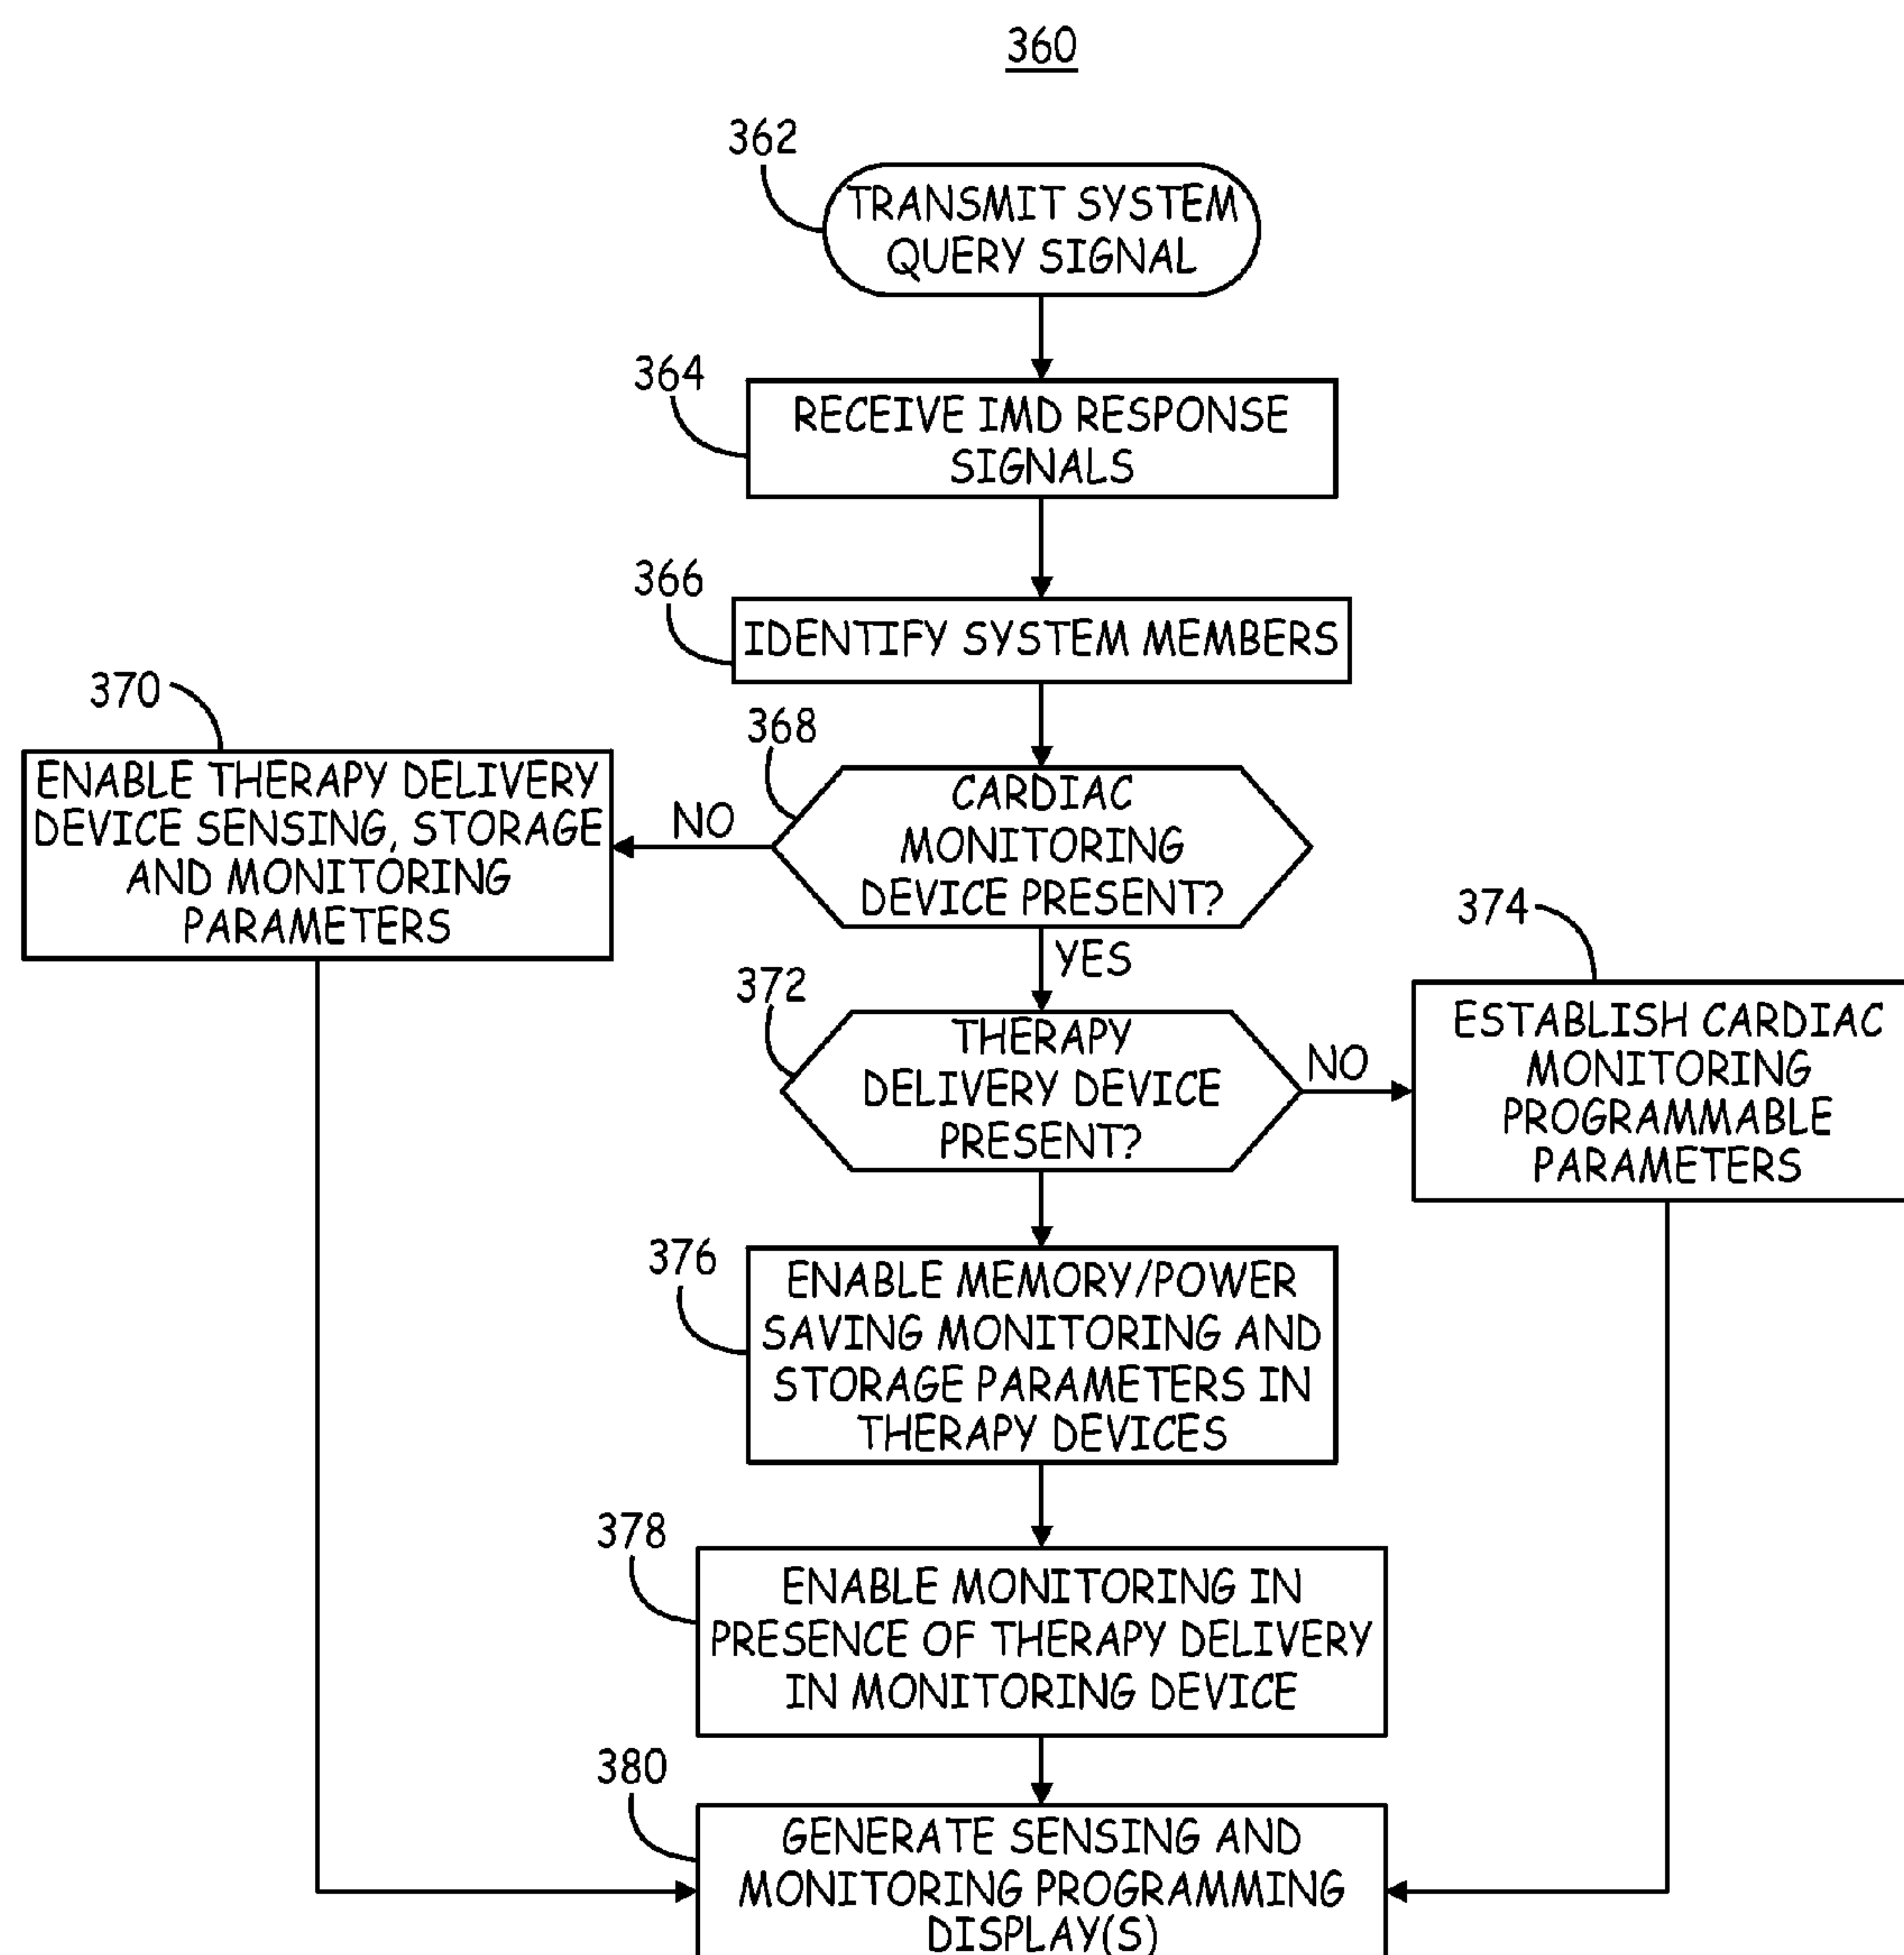 360
362
TRANSMIT SYSTEM
QUERY SIGNAL
364
RECEIVE IMD RESPONSE
SIGNALS
366
IDENTIFY SYSTEM MEMBERS
370
ENABLE THERAPY DELIVERY
DEVICE SENSING, STORAGE
AND MONITORING
PARAMETERS
368
NO
CARDIAC
MONITORING
DEVICE PRESENT?
YES
372
THERAPY
DELIVERY DEVICE
PRESENT?
NO
374
ESTABLISH CARDIAC
MONITORING
PROGRAMMABLE
PARAMETERS
376
ENABLE MEMORY/POWER
SAVING MONITORING AND
STORAGE PARAMETERS IN
THERAPY DEVICES
378
ENABLE MONITORING IN
PRESENCE OF THERAPY DELIVERY
IN MONITORING DEVICE
380
GENERATE SENSING AND
MONITORING PROGRAMMING
DISPLAY(S)